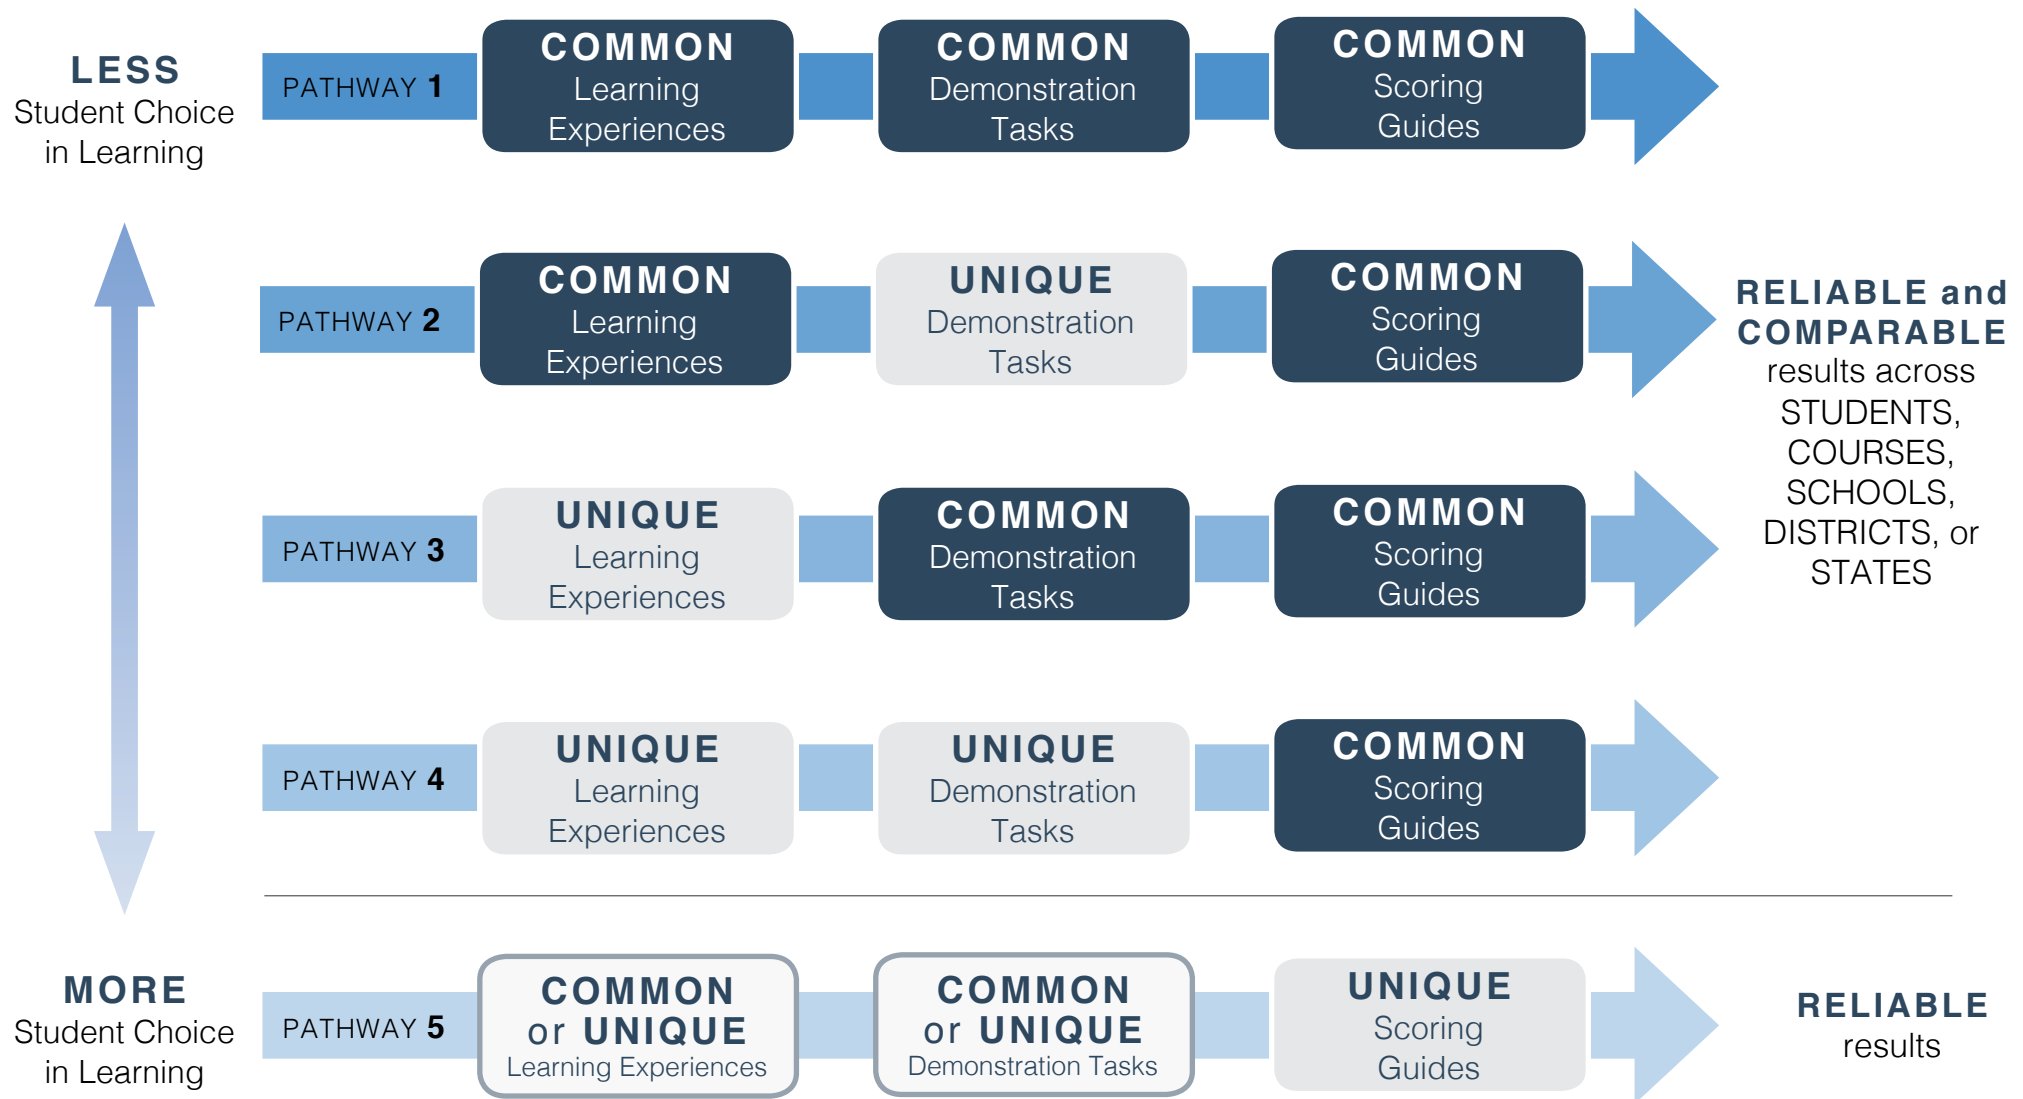 LESS
Student Choice
in Learning
PATHWAY 1
COMMON
Learning
Experiences
COMMON
Demonstration
Tasks
COMMON
Scoring
Guides
PATHWAY 2
COMMON
Learning
Experiences
UNIQUE
Demonstration
Tasks
COMMON
Scoring
Guides
PATHWAY 3
UNIQUE
Learning
Experiences
COMMON
Demonstration
Tasks
COMMON
Scoring
Guides
PATHWAY 4
UNIQUE
Learning
Experiences
UNIQUE
Demonstration
Tasks
COMMON
Scoring
Guides
RELIABLE and
COMPARABLE
results across
STUDENTS,
COURSES,
SCHOOLS,
DISTRICTS, or
STATES
MORE
Student Choice
in Learning
PATHWAY 5
COMMON
or UNIQUE
Learning Experiences
COMMON
or UNIQUE
Demonstration Tasks
UNIQUE
Scoring
Guides
RELIABLE
results